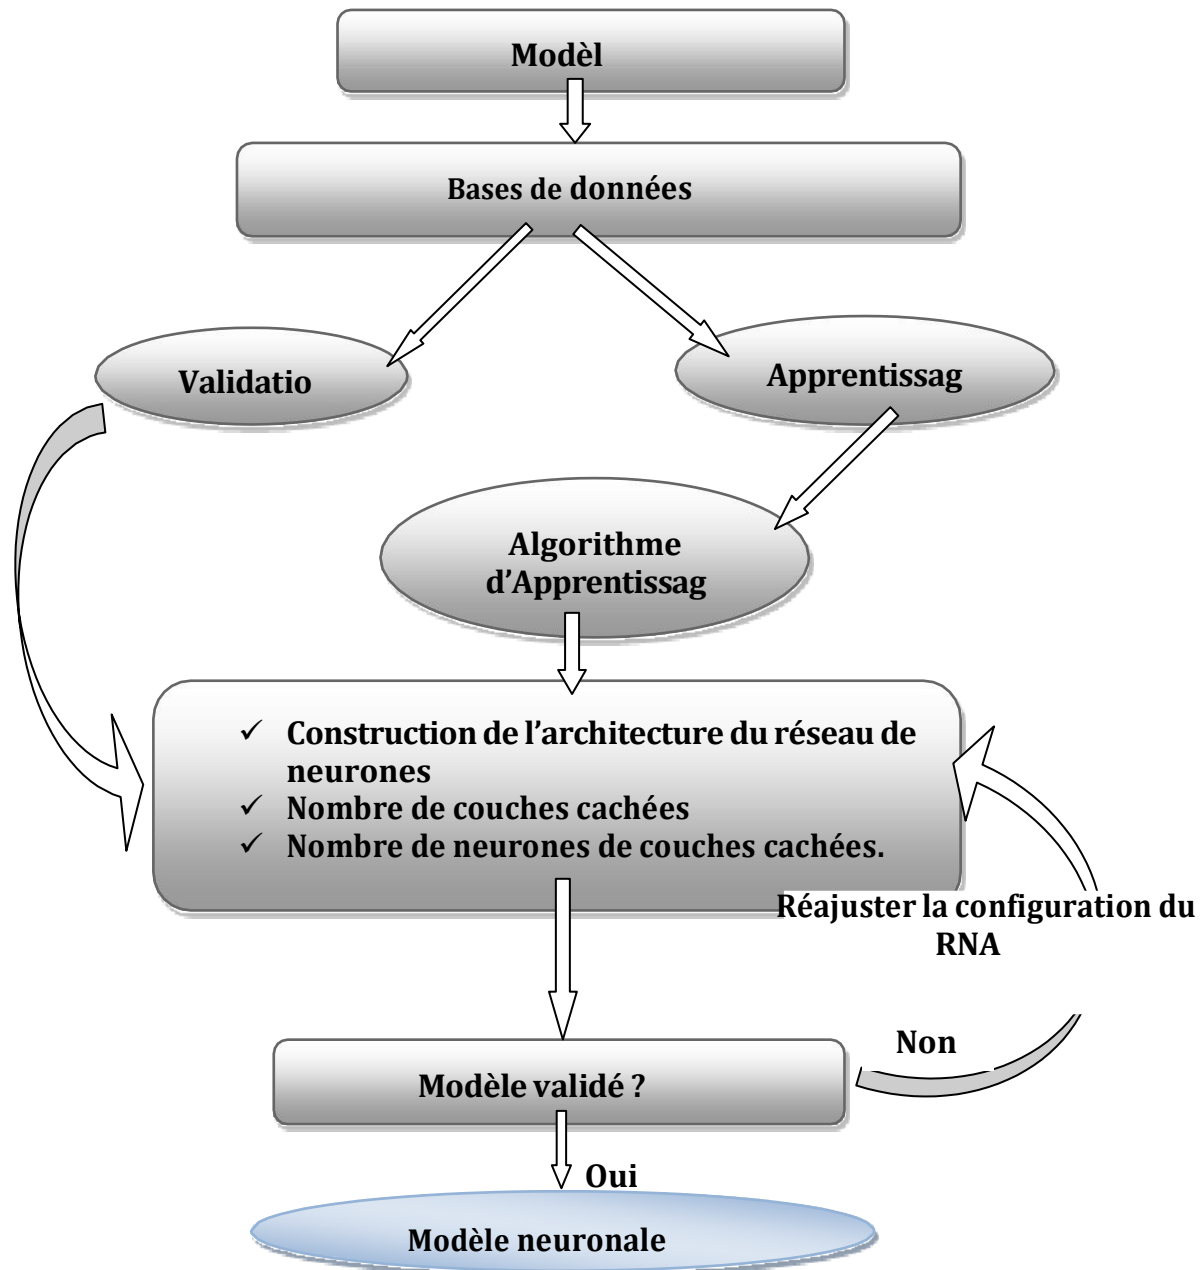 Modèl
Bases de données
Validatio
Apprentissag
Algorithme
d’Apprentissag
✓ Construction de l’architecture du réseau de
neurones
✓ Nombre de couches cachées
✓ Nombre de neurones de couches cachées.
Réajuster la configuration du
RNA
Non
Modèle validé ?
Oui
Modèle neuronale